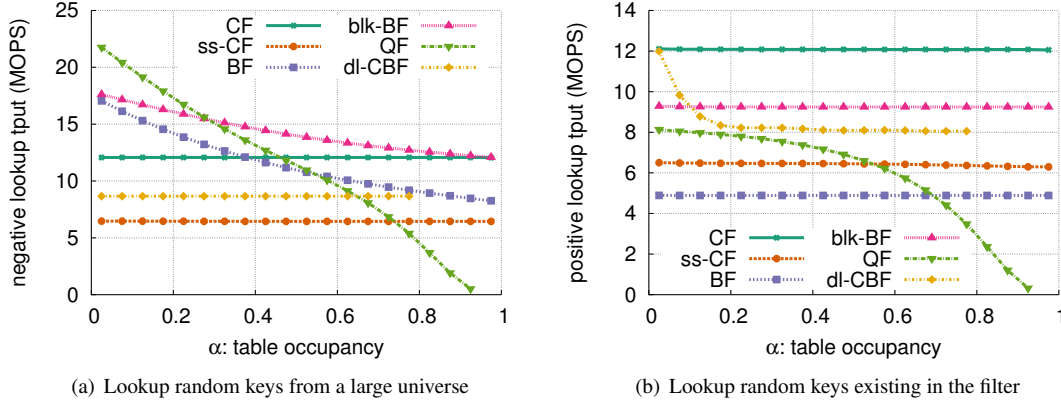 negative lookup tput (MOPS)
25
20
15
10
5
0
CF
ss-CF
BF
blk-BF
QF
dl-CBF
0 0.2 0.4 0.6 0.8 1
α: table occupancy
(a) Lookup random keys from a large universe
positive lookup tput (MOPS)
14
12
10
8
6
4
2
0
CF
ss-CF
BF
blk-BF
QF
dl-CBF
0 0.2 0.4 0.6 0.8 1
α: table occupancy
(b) Lookup random keys existing in the filter